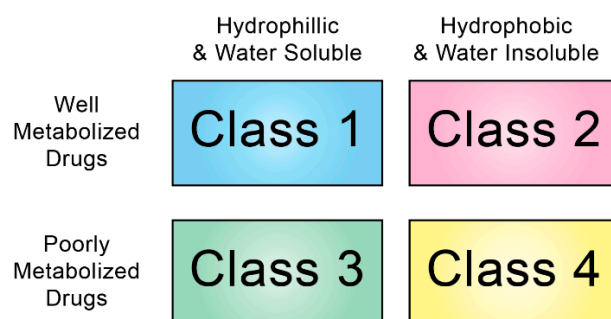 Hydrophillic
& Water Soluble
Hydrophobic
& Water Insoluble
Well
Metabolized
Drugs
Class 1
Class 2
Poorly
Metabolized
Drugs
Class 3
Class 4